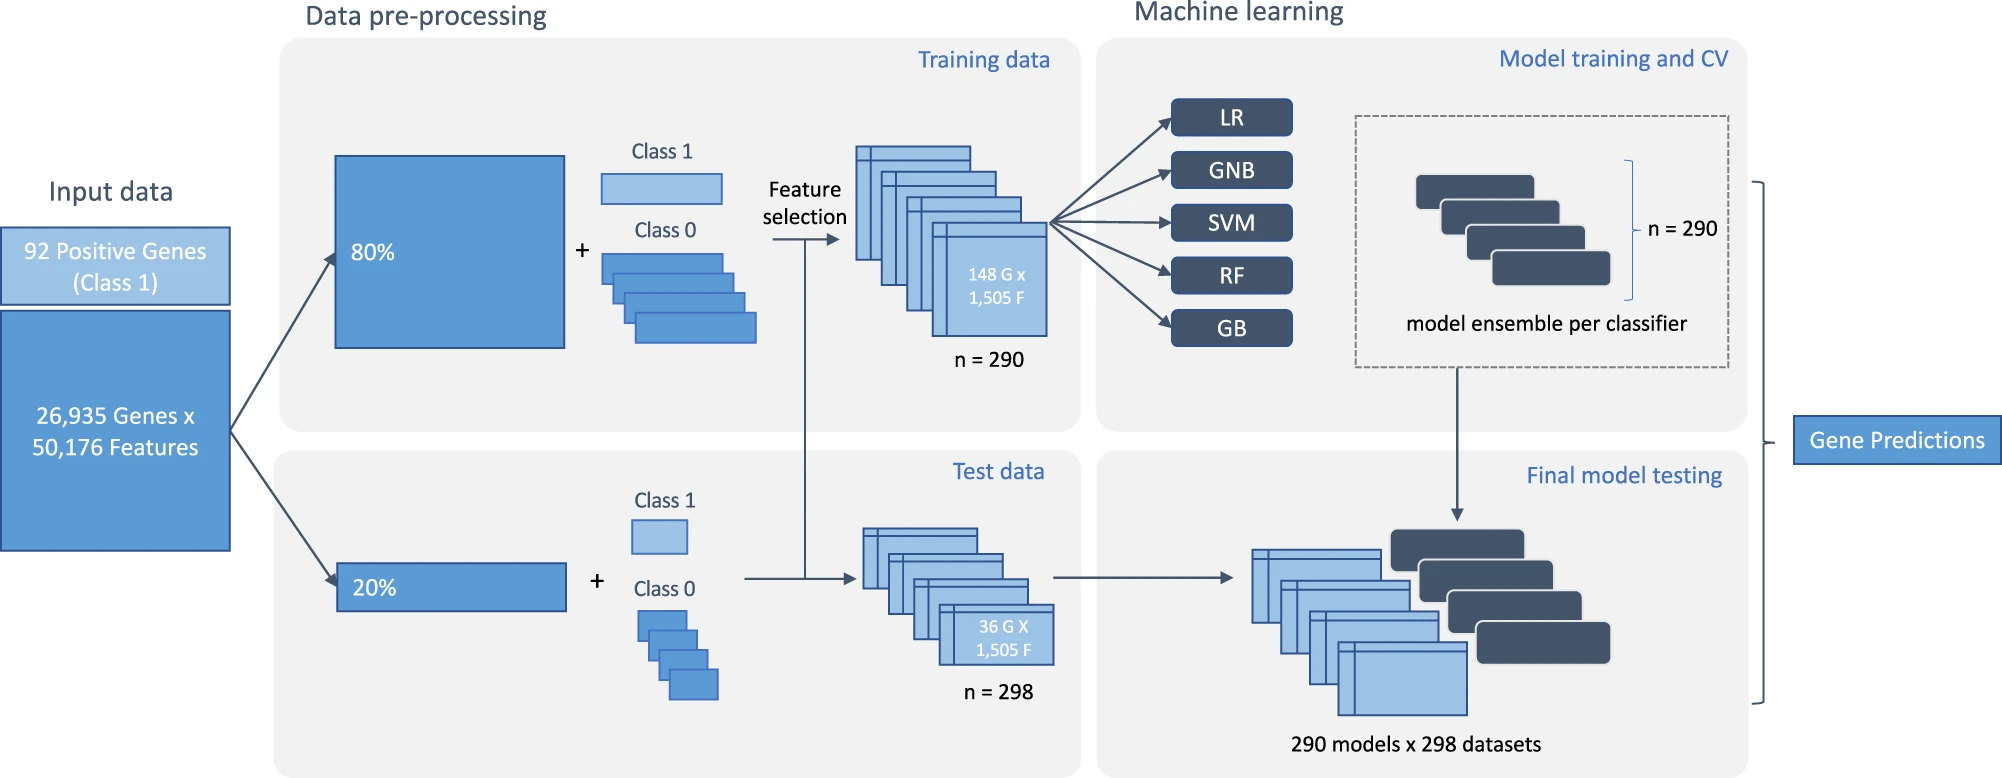 Data pre-processing
Machine learning
Input data
92 Positive Genes
(Class 1)
26,935 Genes x
50,176 Features
Training data
80%
+
Class 1
Class 0
Feature
selection
148 G x
1,505 F
n = 290
Model training and CV
LR
GNB
SVM
RF
GB
n = 290
model ensemble per classifier
Test data
20%
+
Class 1
Class 0
36 G X
1,505 F
n = 298
Final model testing
290 models x 298 datasets
Gene Predictions